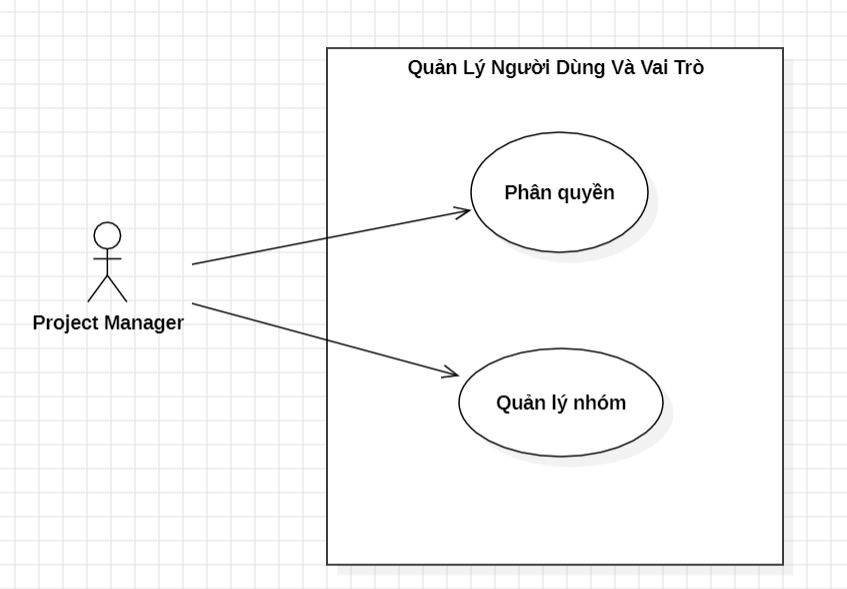 Quản Lý Người Dùng Và Vai Trò
Phân quyền
Project Manager
Quản lý nhóm